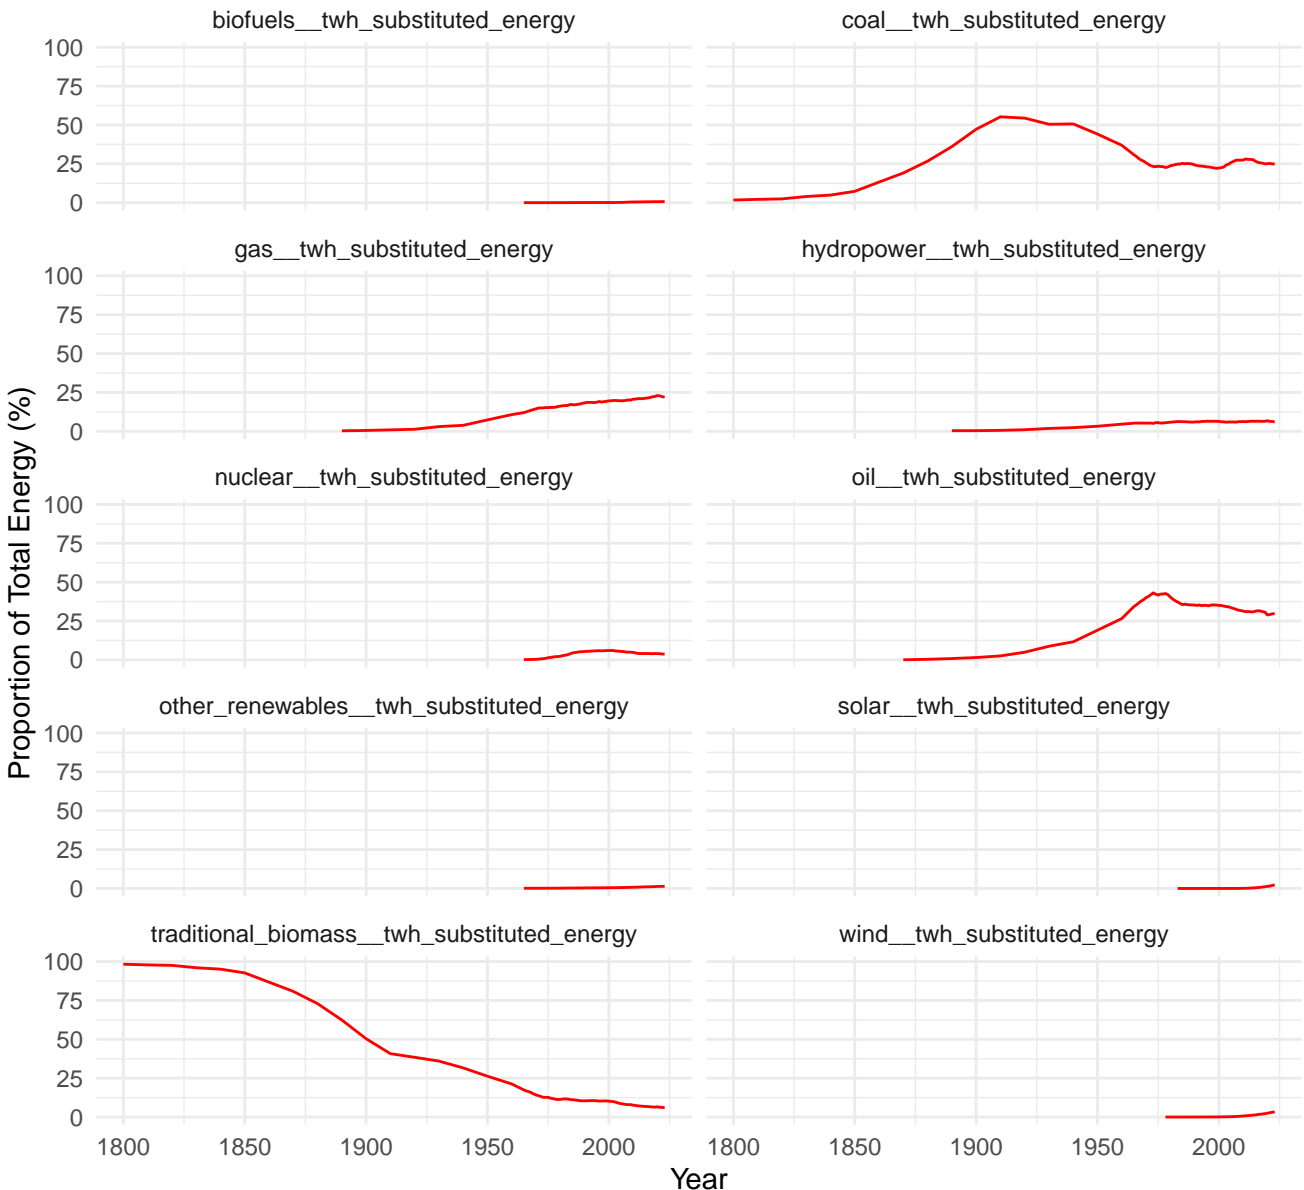 biofuels__twh_substituted_energy
coal__twh_substituted_energy
100
75
50
25
0
gas__twh_substituted_energy
hydropower__twh_substituted_energy
100
75
50
25
0
nuclear__twh_substituted_energy
oil__twh_substituted_energy
100
75
50
25
0
other_renewables__twh_substituted_energy
solar__twh_substituted_energy
100
75
50
25
0
traditional_biomass__twh_substituted_energy
wind__twh_substituted_energy
100
75
50
25
0
1800 1850 1900 1950 2000
1800 1850 1900 1950 2000
Year
Proportion of Total Energy (%)